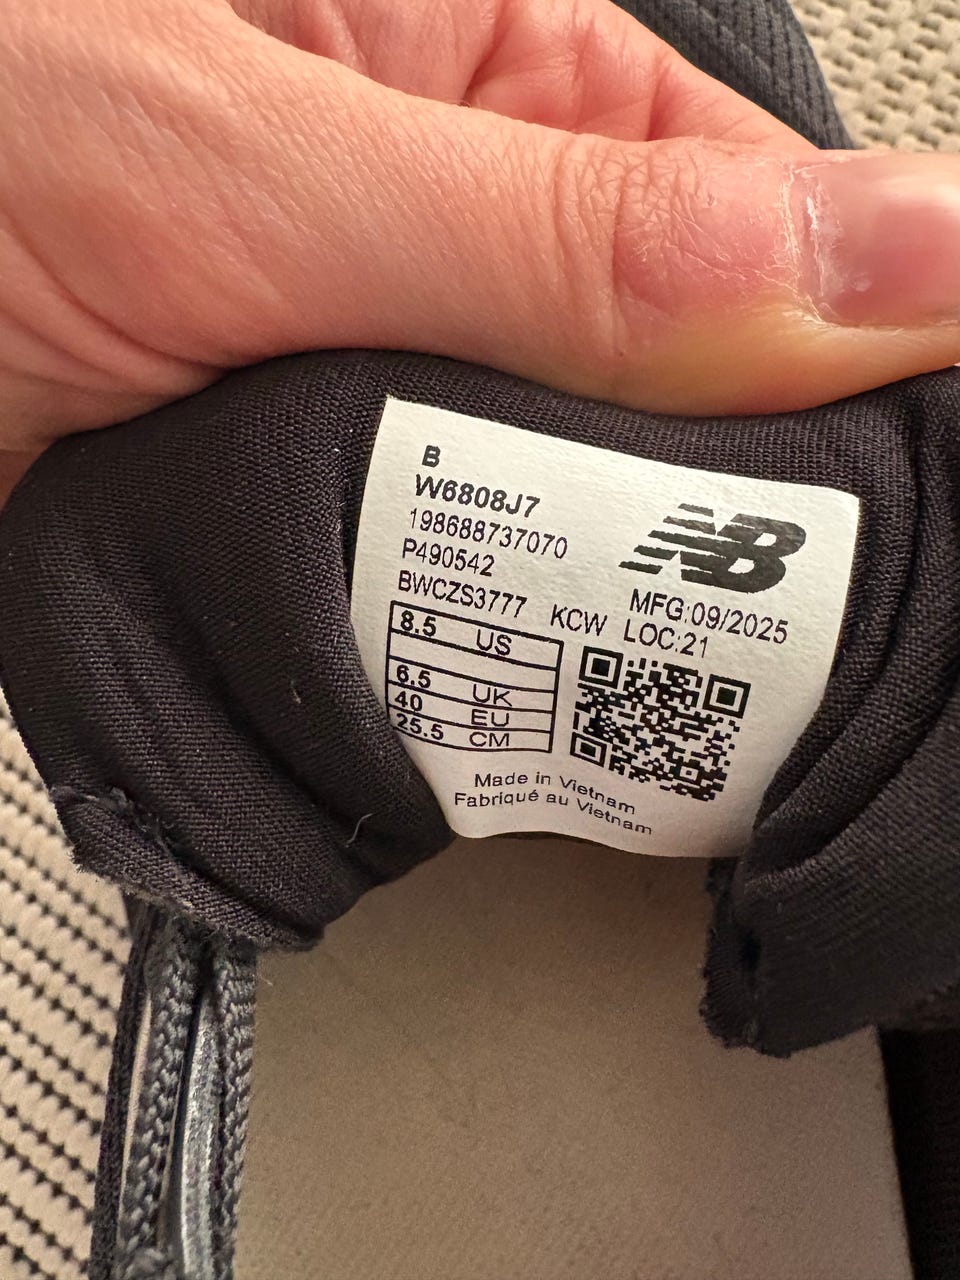 B
W6808J7
198688737070
P490542
BWCZS3777 KCW
NB
MFG:09/2025
LOC:21
8.5 US
6.5 UK
40 EU
25.5 CM
Made in Vietnam
Fabriqué au Vietnam